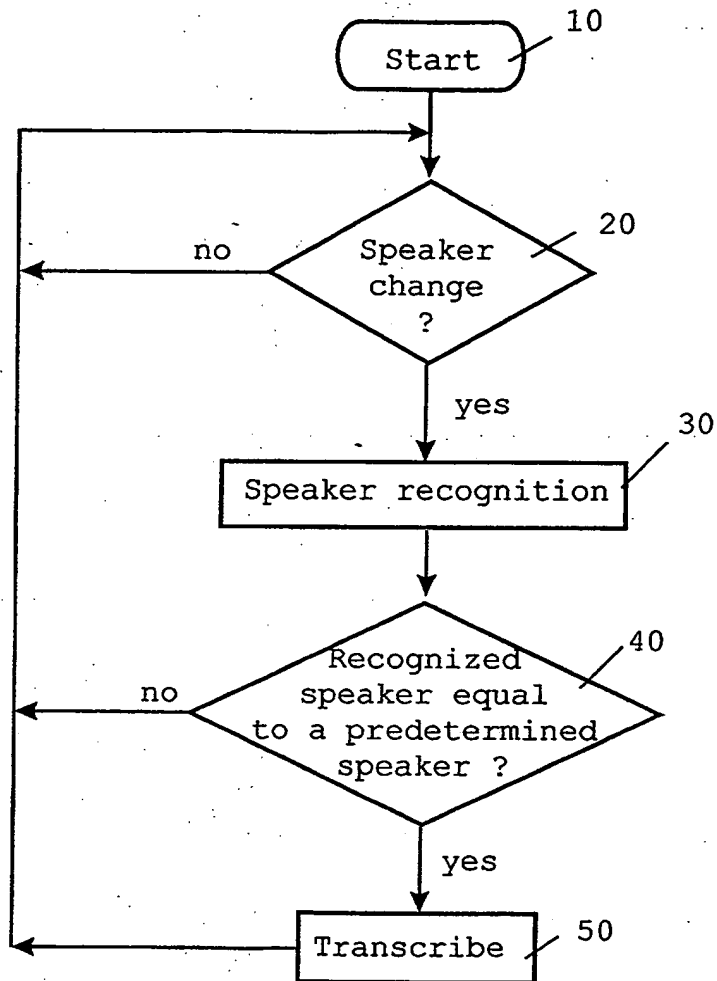 10
Start
20
no
Speaker
change
?
yes
30
Speaker recognition
40
Recognized
no
speaker equal
to a predetermined
speaker ?
yes
50
Transcribe